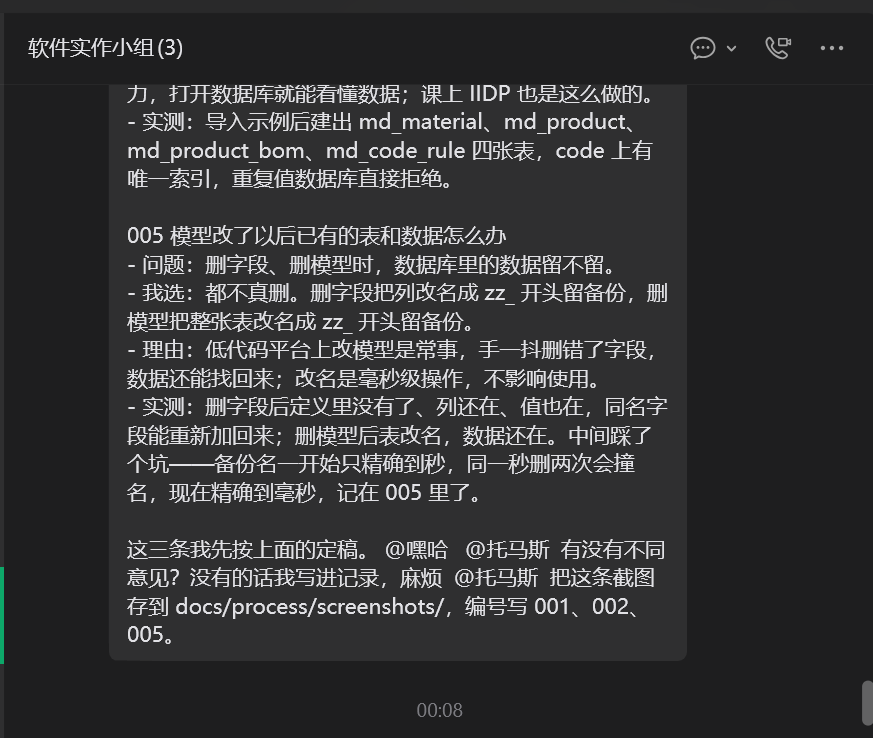 软件实作小组(3)
力，打开数据库就能看懂数据；课上 IIDP 也是这么做的。
- 实测：导入示例后建出 md_material、md_product、
md_product_bom、md_code_rule 四张表，code 上有
唯一索引，重复值数据库直接拒绝。
005 模型改了以后已有的表和数据怎么办
- 问题：删字段、删模型时，数据库里的数据留不留。
- 我选：都不真删。删字段把列改名成 zz_ 开头留备份，删
模型把整张表改名成 zz_ 开头留备份。
- 理由：低代码平台上改模型是常事，手一抖删错了字段，
数据还能找回来；改名是毫秒级操作，不影响使用。
- 实测：删字段后定义里没有了、列还在、值也在，同名字
段能重新加回来；删模型后表改名，数据还在。中间踩了
个坑——备份名一开始只精确到秒，同一秒删两次会撞
名，现在精确到毫秒，记在 005 里了。
这三条我先按上面的定稿。 @嘿哈 @托马斯 有没有不同
意见？没有的话我写进记录，麻烦 @托马斯 把这条截图
存到 docs/process/screenshots/，编号写 001、002、
005。
00:08